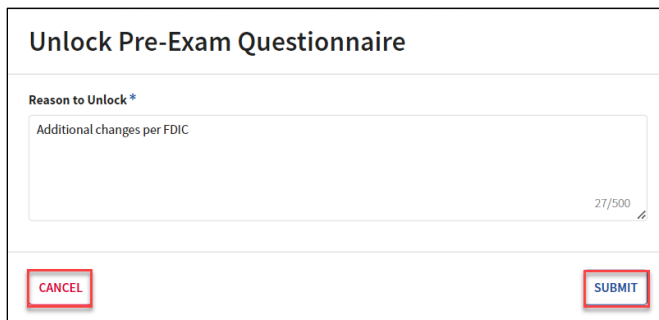 Unlock Pre-Exam Questionnaire
Reason to Unlock *
Additional changes per FDIC
27/500
CANCEL
SUBMIT